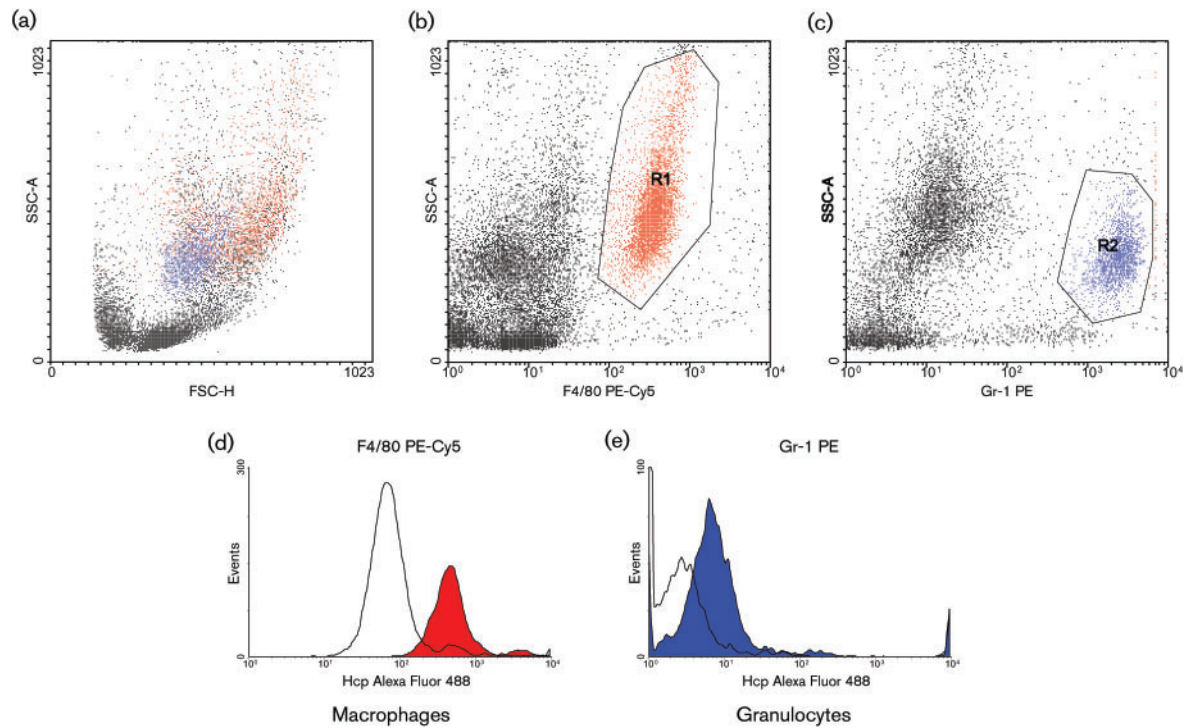 (a)
1023
SSC-A
0
FSC-H
1023
(b)
1023
SSC-A
R1
0
10⁰
10¹
10²
10³
10⁴
F4/80 PE-Cy5
(c)
1023
SSC-A
R2
0
10⁰
10¹
10²
10³
10⁴
Gr-1 PE
(d)
F4/80 PE-Cy5
300
Events
0
10⁰
10¹
10²
10³
10⁴
Hcp Alexa Fluor 488
Macrophages
(e)
Gr-1 PE
100
Events
0
10⁰
10¹
10²
10³
10⁴
Hcp Alexa Fluor 488
Granulocytes